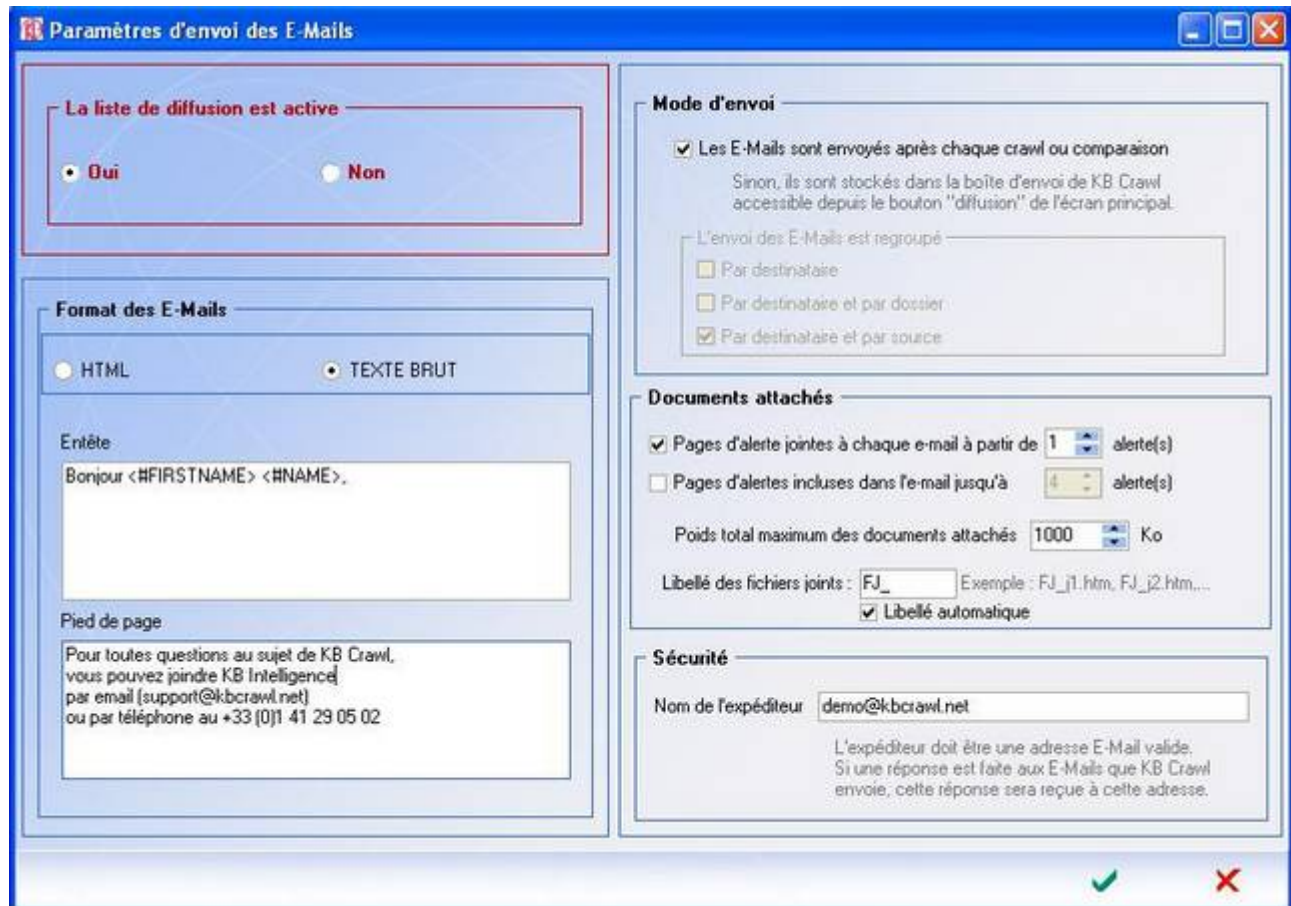 Paramètres d'envoi des E-Mails
La liste de diffusion est active
Oui
Non
Format des E-Mails
HTML
TEXTE BRUT
Entête
Bonjour <#FIRSTNAME> <#NAME>,
Pied de page
Pour toutes questions au sujet de KB Crawl,
vous pouvez joindre KB Intelligence
par email (support@kbcrawl.net)
ou par téléphone au +33 (0)1 41 29 05 02
Mode d'envoi
Les E-Mails sont envoyés après chaque crawl ou comparaison
Sinon, ils sont stockés dans la boîte d'envoi de KB Crawl
accessible depuis le bouton "diffusion" de l'écran principal.
L'envoi des E-Mails est regroupé
Par destinataire
Par destinataire et par dossier
Par destinataire et par source
Documents attachés
Pages d'alerte jointes à chaque e-mail à partir de 1 alerte(s)
Pages d'alertes incluses dans l'e-mail jusqu'à 4 alerte(s)
Poids total maximum des documents attachés 1000 Ko
Libellé des fichiers joints : FJ_ Exemple : FJ_j1.htm, FJ_j2.htm,...
Libellé automatique
Sécurité
Nom de l'expéditeur demo@kbcrawl.net
L'expéditeur doit être une adresse E-Mail valide.
Si une réponse est faite aux E-Mails que KB Crawl
envoie, cette réponse sera reçue à cette adresse.